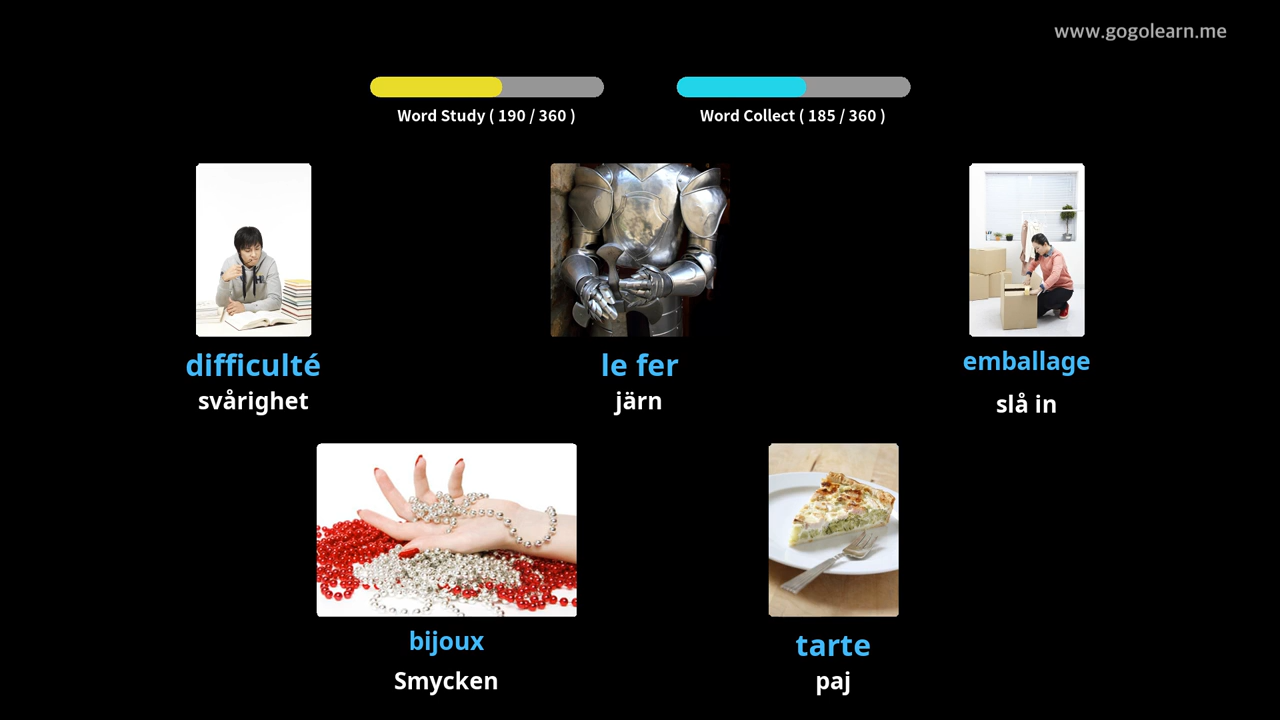 www.gogolearn.me
Word Study ( 190 / 360 )
Word Collect ( 185 / 360 )
difficulté
svårighet
le fer
järn
emballage
slå in
bijoux
Smycken
tarte
paj